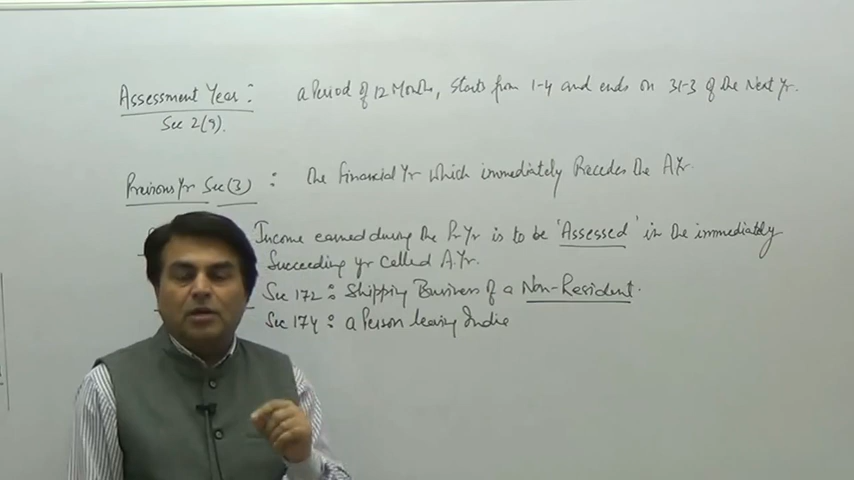 Assessment Year : a Period of 12 Months, Starts from 1-4 and ends on 31-3 of the Next Yr.
Sec 2(9).
Previous Yr Sec (3) : the Financial Yr which immediately Precedes the A.Yr.
Income earned during the Pr.Yr is to be 'Assessed' in the immediately
Succeeding yr called A.Yr.
Sec 172 : Shipping Business of a Non-Resident.
Sec 174 : a Person leaving India